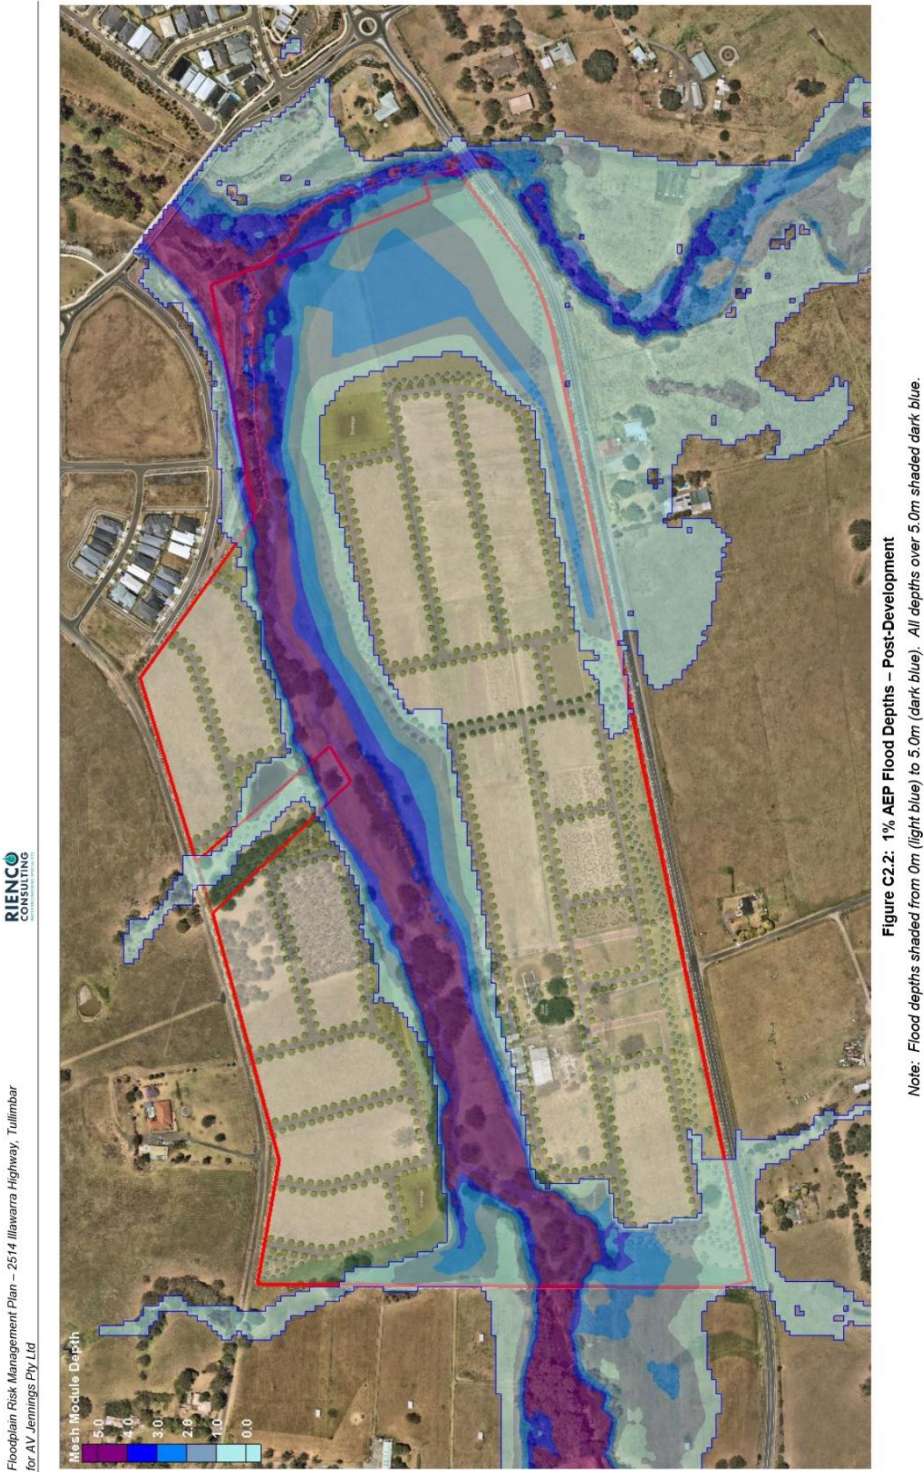 Floodplain Risk Management Plan – 2514 Illawarra Highway, Tullimbar
for AV Jennings Pty Ltd
RIENCO
CONSULTING
Mesh Module Depth
5.0
4.0
3.0
2.0
1.0
0.0
Figure C2.2: 1% AEP Flood Depths – Post-Development
Note: Flood depths shaded from 0m (light blue) to 5.0m (dark blue). All depths over 5.0m shaded dark blue.